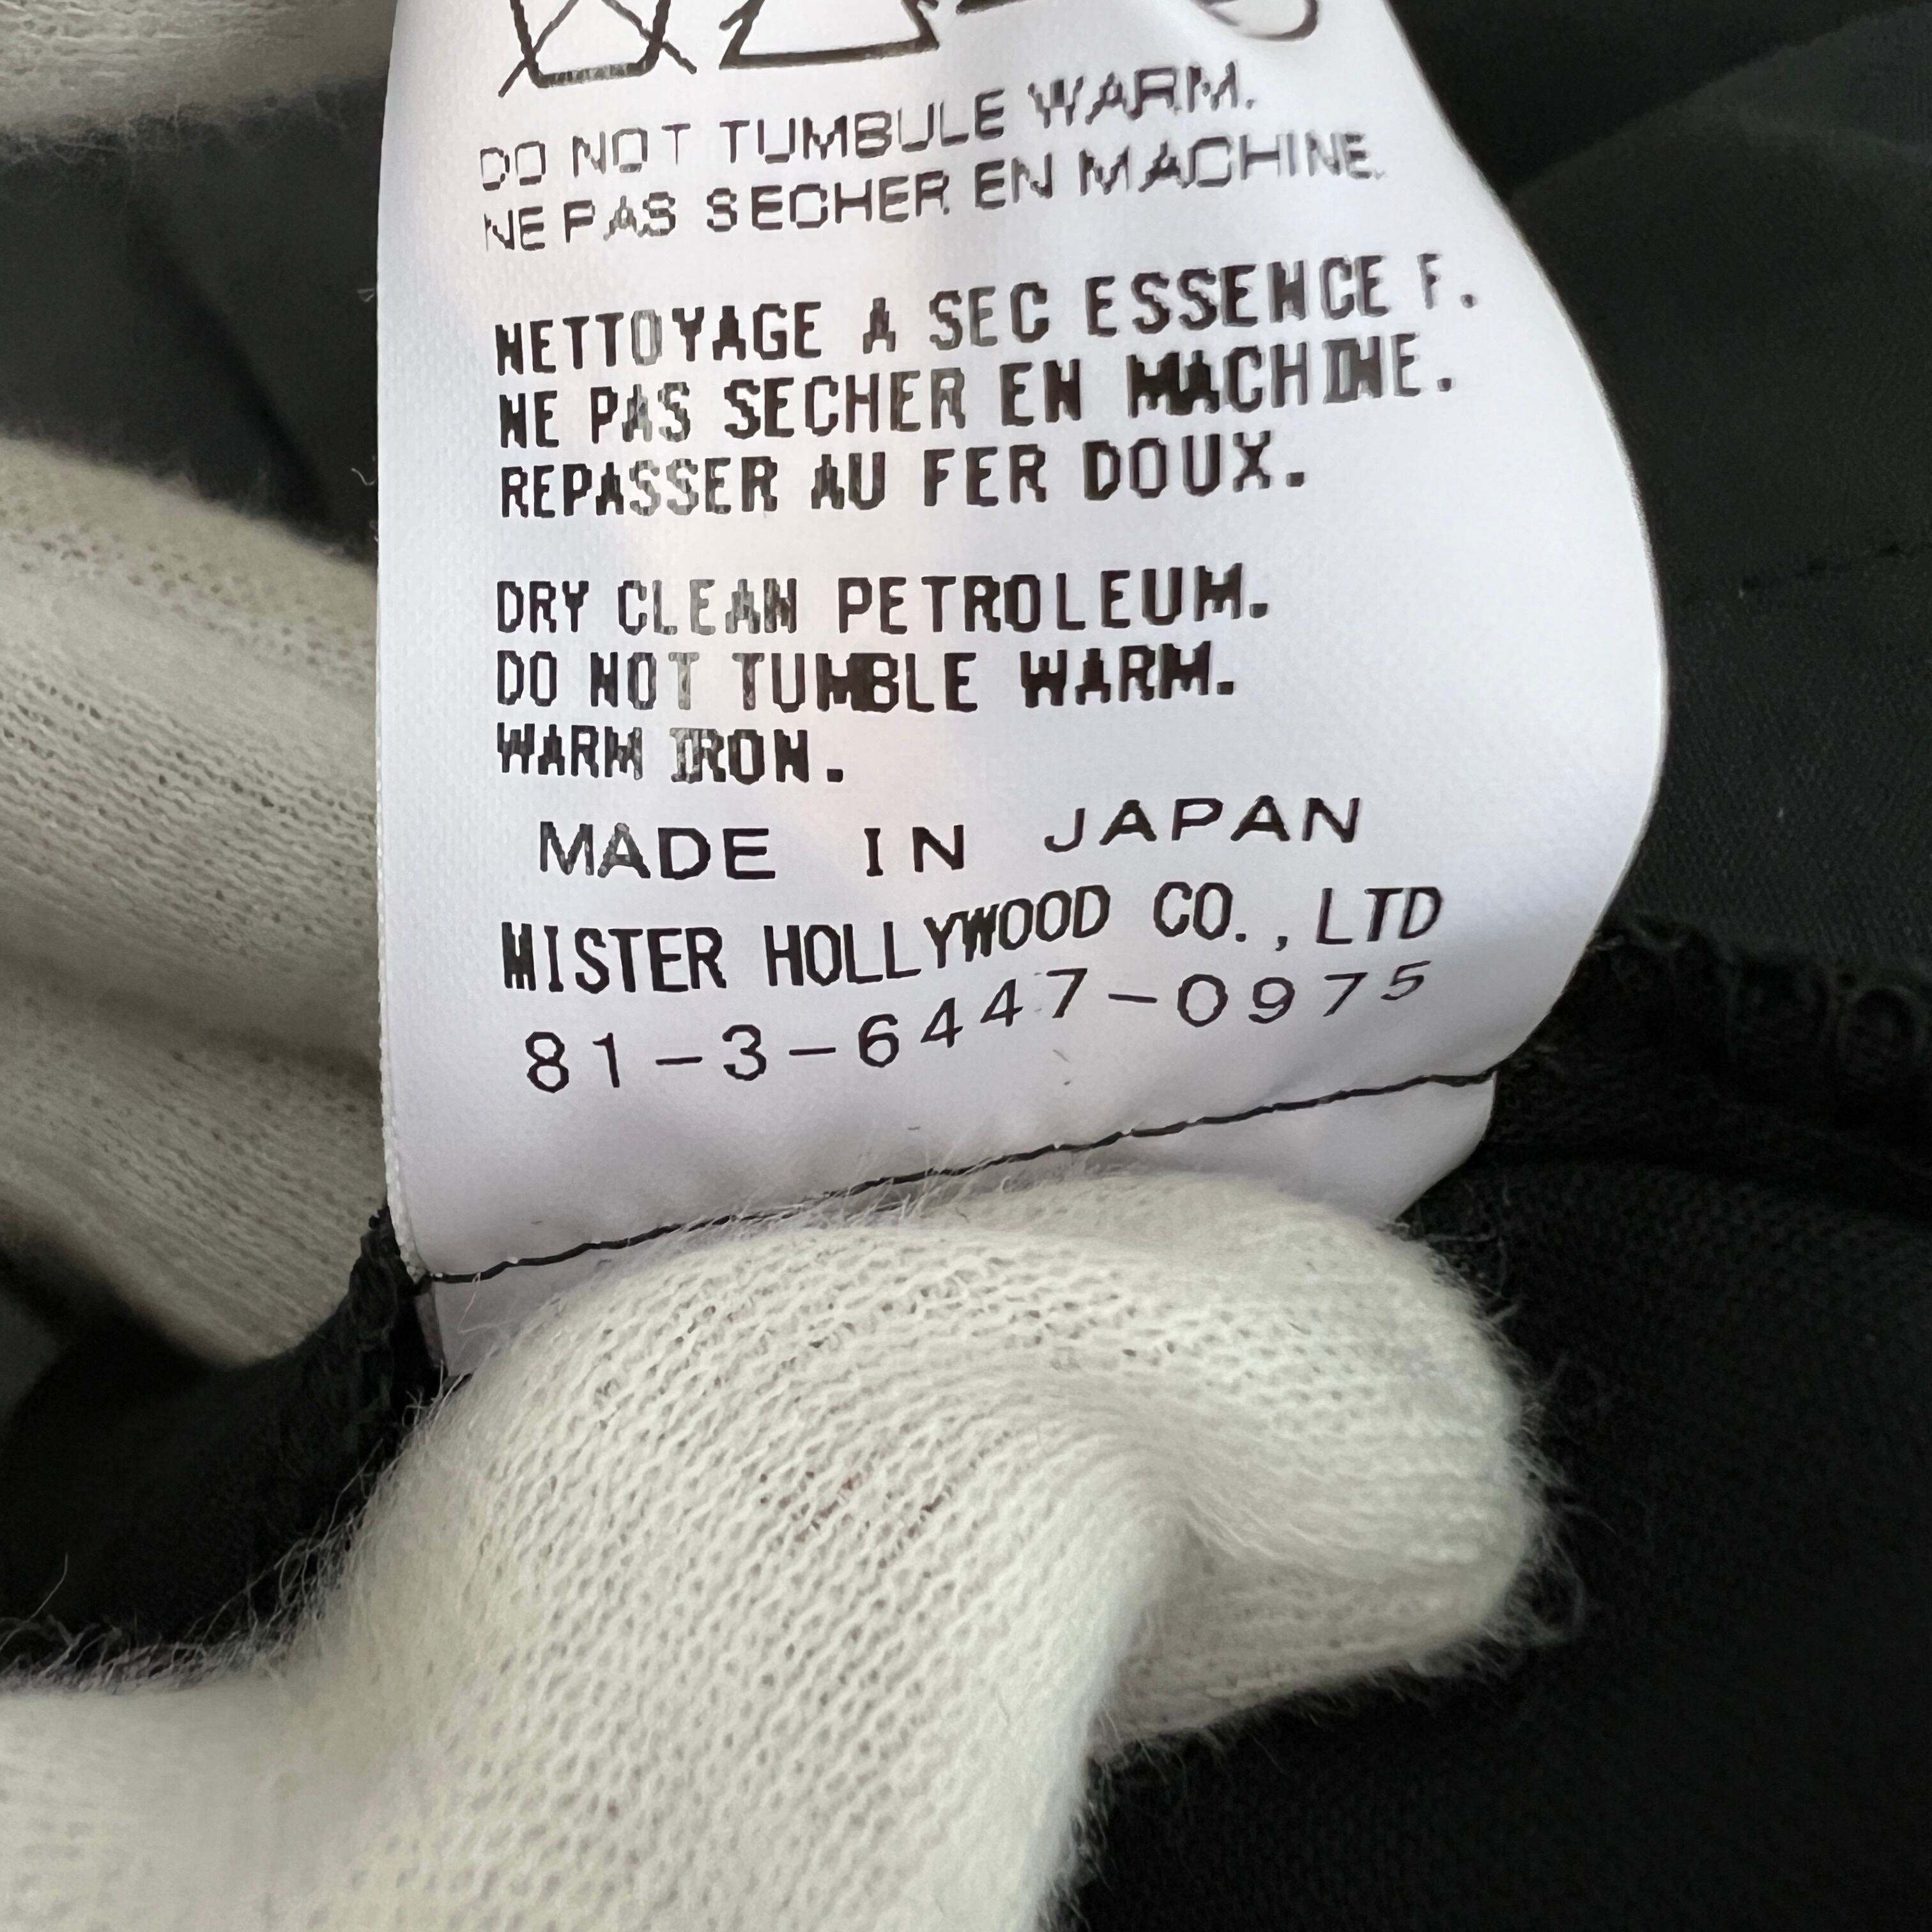 DO NOT TUMBULE WARM.
NE PAS SECHER EN MACHINE.
NETTOYAGE A SEC ESSENCE F.
NE PAS SECHER EN MACHINE.
REPASSER AU FER DOUX.
DRY CLEAN PETROLEUM.
DO NOT TUMBLE WARM.
WARM IRON.
MADE IN JAPAN
MISTER HOLLYWOOD CO., LTD
81-3-6447-0975